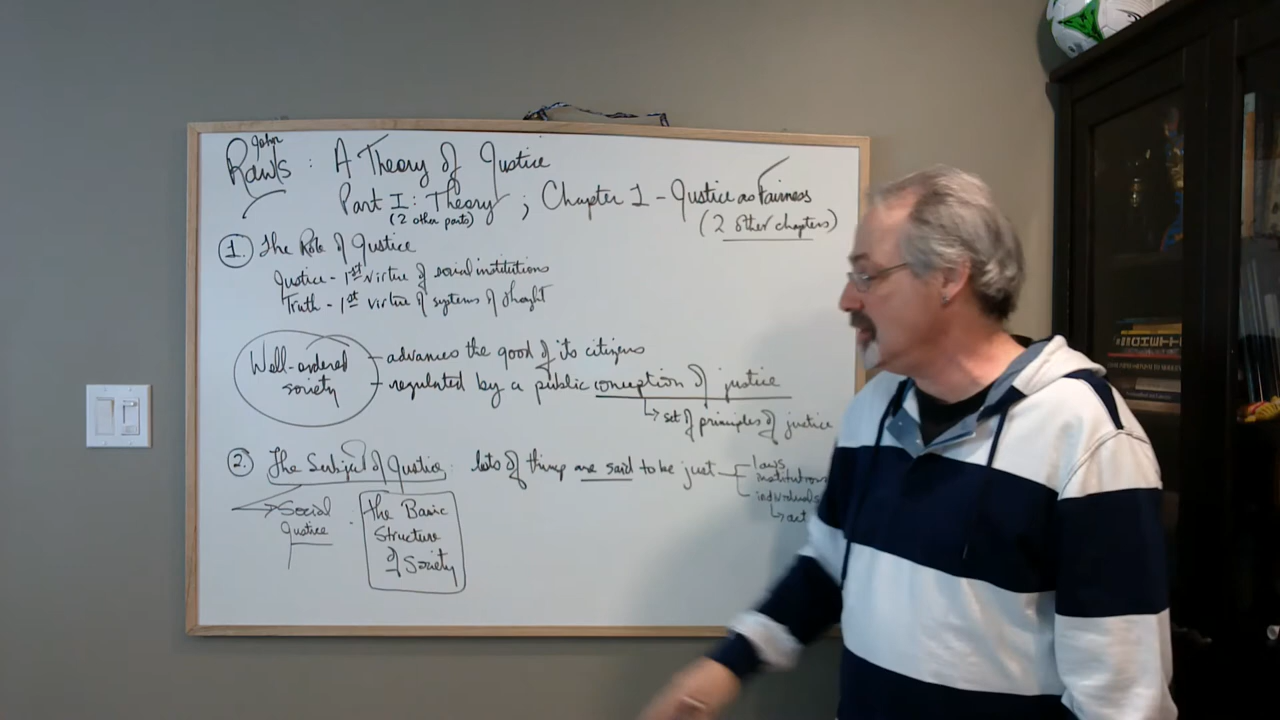 John
Rawls : A Theory of Justice
Part I: Theory ; Chapter 1 - Justice as Fairness
(2 other parts)
(2 other chapters)
1. The Role of Justice
Justice - 1st virtue of social institutions
Truth - 1st virtue of systems of thought
Well-ordered society
- advances the good of its citizens
- regulated by a public conception of justice
→ set of principles of justice
2. The Subject of Justice : lots of things are said to be just
laws
institutions
individuals
↳ act
Social
Justice
the Basic
Structure
of Society